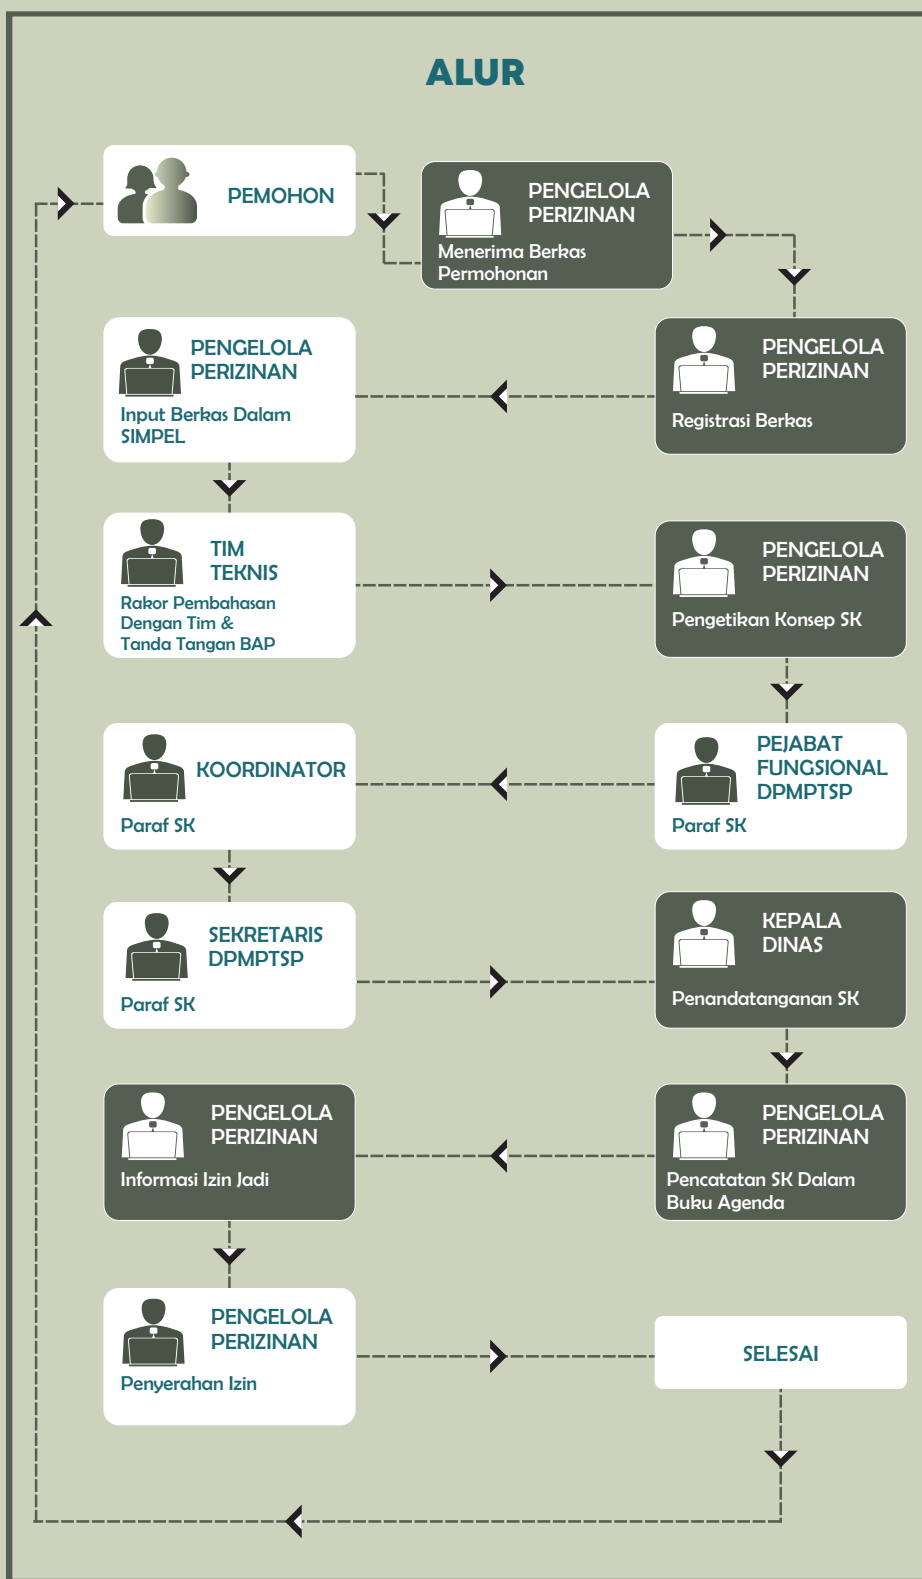 ALUR
PEMOHON
PENGELOLA
PERIZINAN
Menerima Berkas
Permohonan
PENGELOLA
PERIZINAN
Registrasi Berkas
PENGELOLA
PERIZINAN
Input Berkas Dalam
SIMPEL
TIM
TEKNIS
Rakor Pembahasan
Dengan Tim &
Tanda Tangan BAP
PENGELOLA
PERIZINAN
Pengetikan Konsep SK
PEJABAT
FUNGSIONAL
DPMPTSP
Paraf SK
KOORDINATOR
Paraf SK
SEKRETARIS
DPMPTSP
Paraf SK
KEPALA
DINAS
Penandatanganan SK
PENGELOLA
PERIZINAN
Pencatatan SK Dalam
Buku Agenda
PENGELOLA
PERIZINAN
Informasi Izin Jadi
PENGELOLA
PERIZINAN
Penyerahan Izin
SELESAI